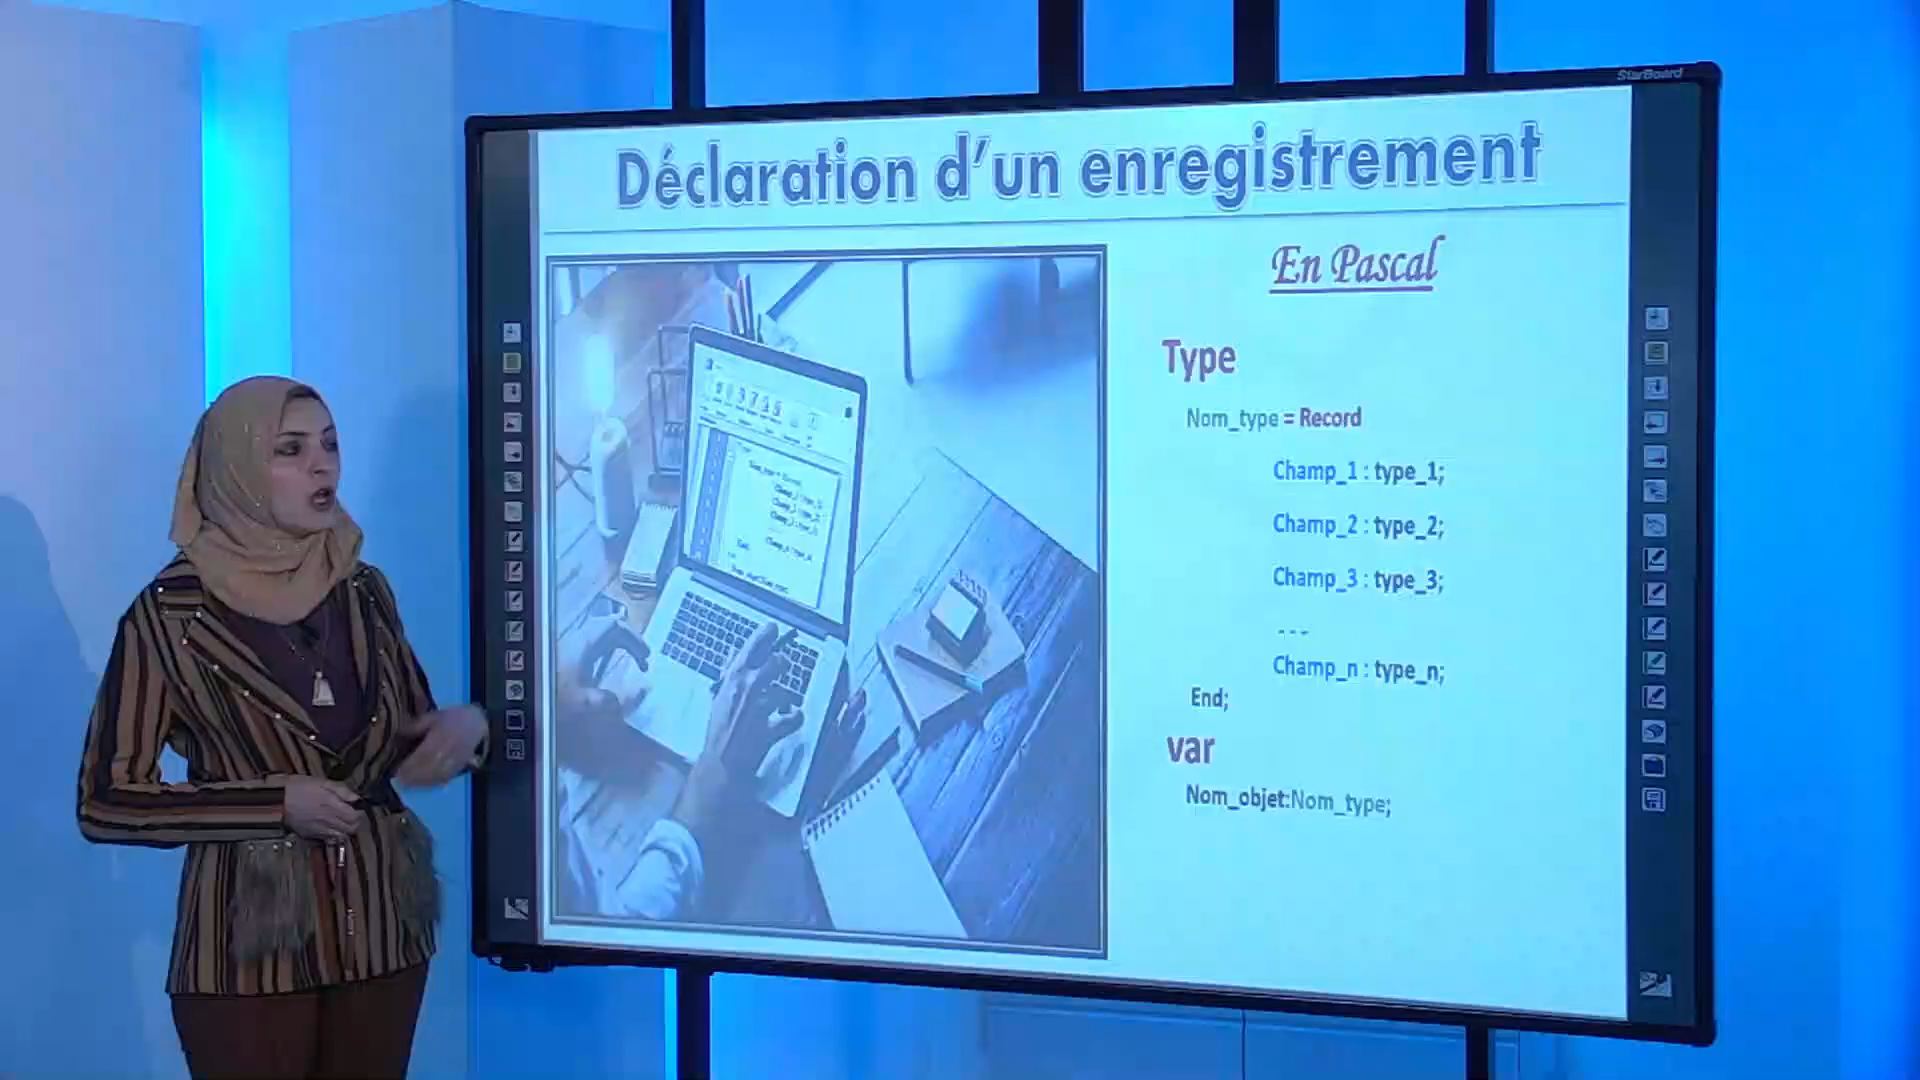 StarBoard
Déclaration d'un enregistrement
En Pascal
Type
Nom_type = Record
Champ_1 : type_1;
Champ_2 : type_2;
Champ_3 : type_3;
---
Champ_n : type_n;
End;
var
Nom_objet:Nom_type;